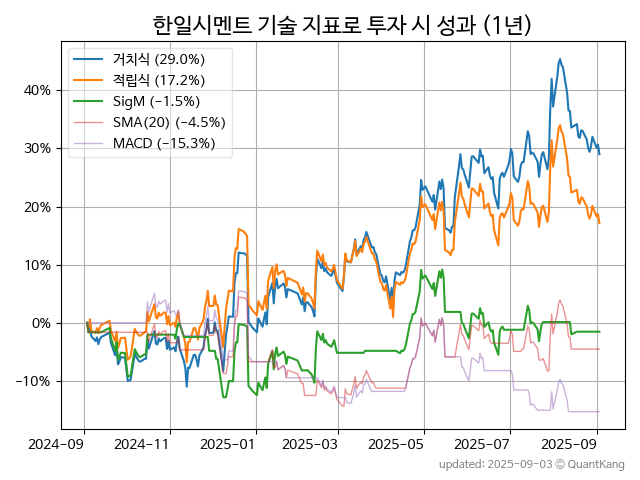 한일시멘트 기술 지표로 투자 시 성과 (1년)
거치식 (29.0%)
적립식 (17.2%)
SigM (−1.5%)
SMA(20) (−4.5%)
MACD (−15.3%)
40%
30%
20%
10%
0%
−10%
2024-09 2024-11 2025-01 2025-03 2025-05 2025-07 2025-09
updated: 2025-09-03 © QuantKang